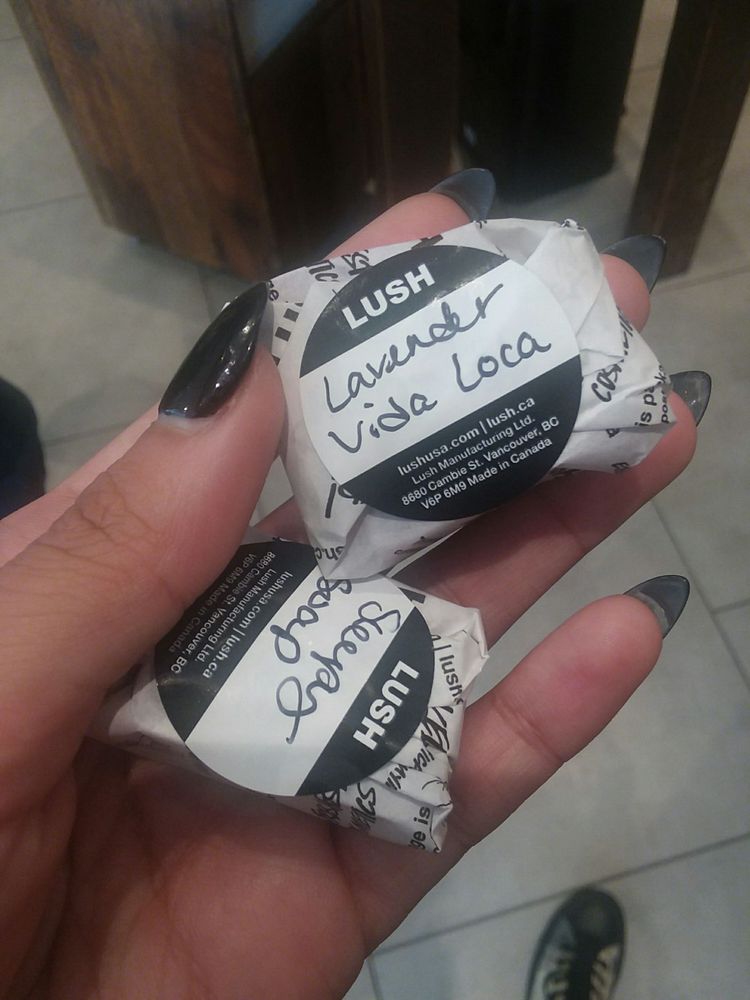 LUSH
Lavender
Vida Loca
lushusa.com | lush.ca
Lush Manufacturing Ltd.
8680 Cambie St. Vancouver, BC
V6P 6M9 Made in Canada
LUSH
Soap
lushusa.com | lush.ca
Lush Manufacturing Ltd.
8680 Cambie St. Vancouver, BC
V6P 6M9 Made in Canada